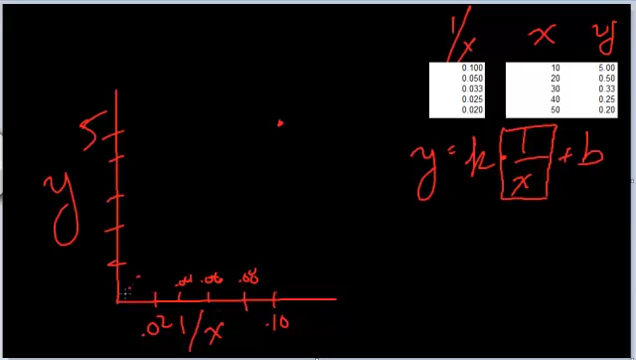 1/x x y
0.100 10 5.00
0.050 20 0.50
0.033 30 0.33
0.025 40 0.25
0.020 50 0.20
y = k · 1/x + b
5
y
.04 .06 .08
.02 1/x .10